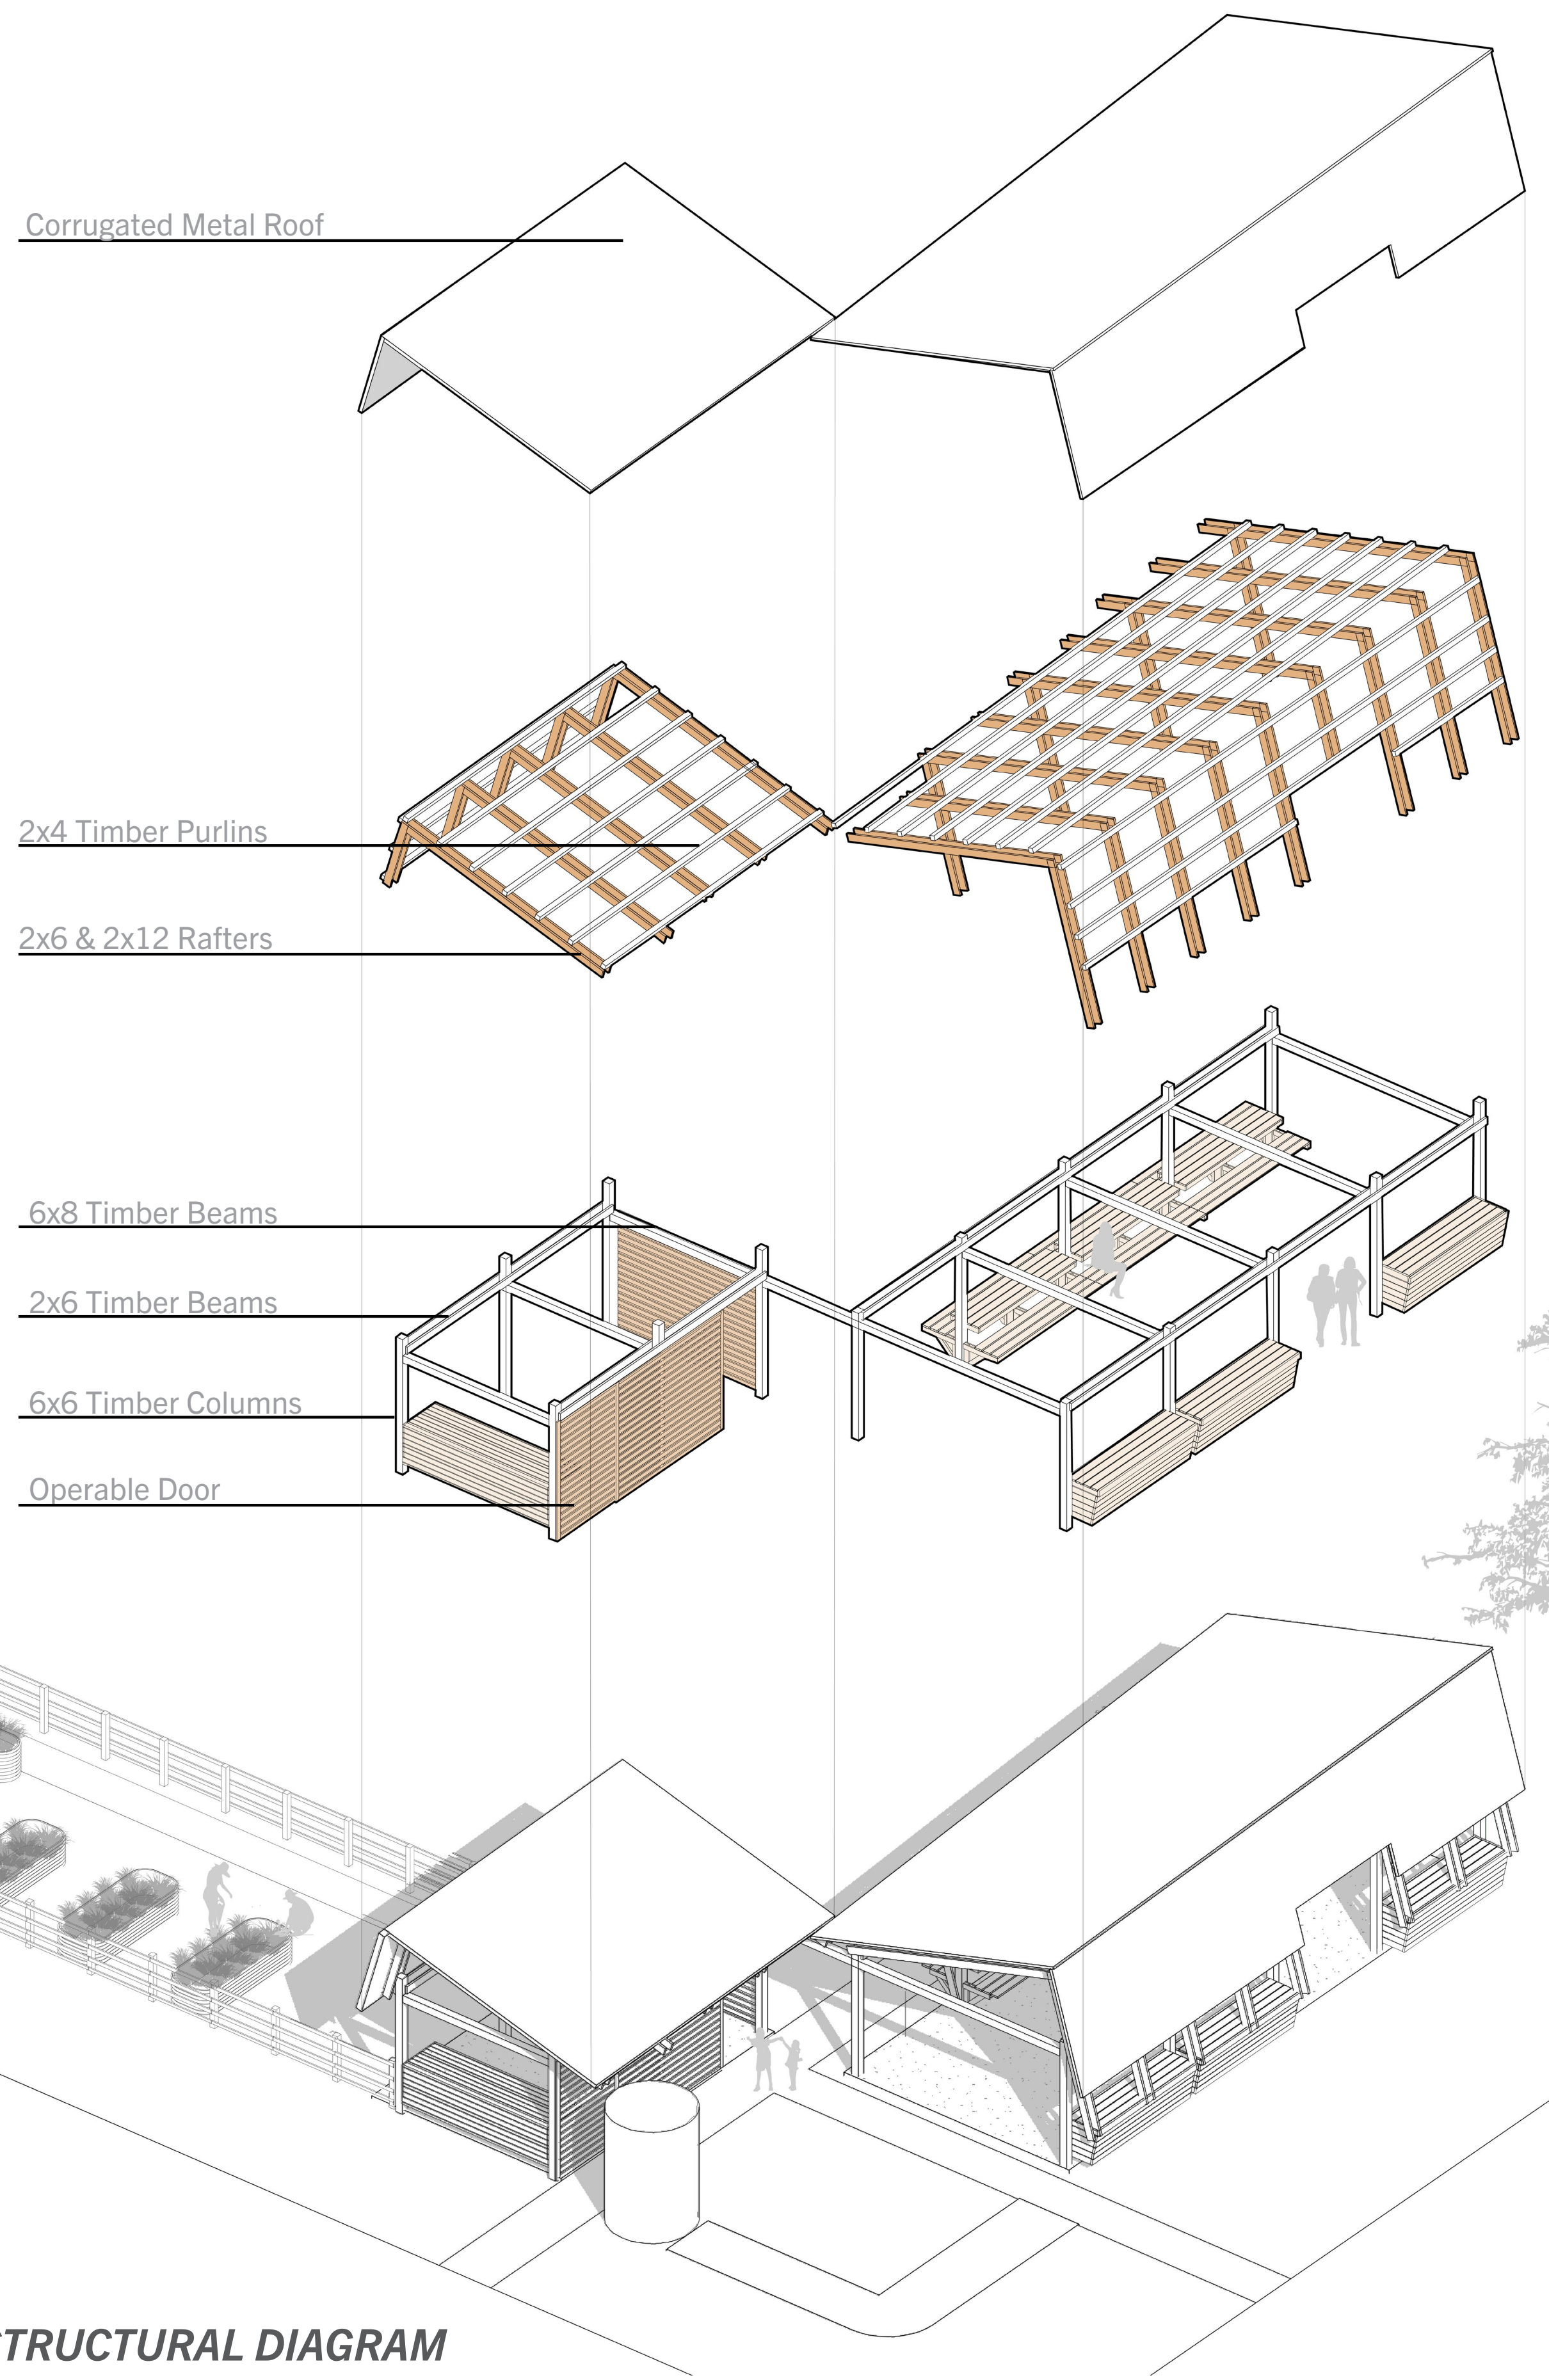 Corrugated Metal Roof
2x4 Timber Purlins
2x6 & 2x12 Rafters
6x8 Timber Beams
2x6 Timber Beams
6x6 Timber Columns
Operable Door
STRUCTURAL DIAGRAM